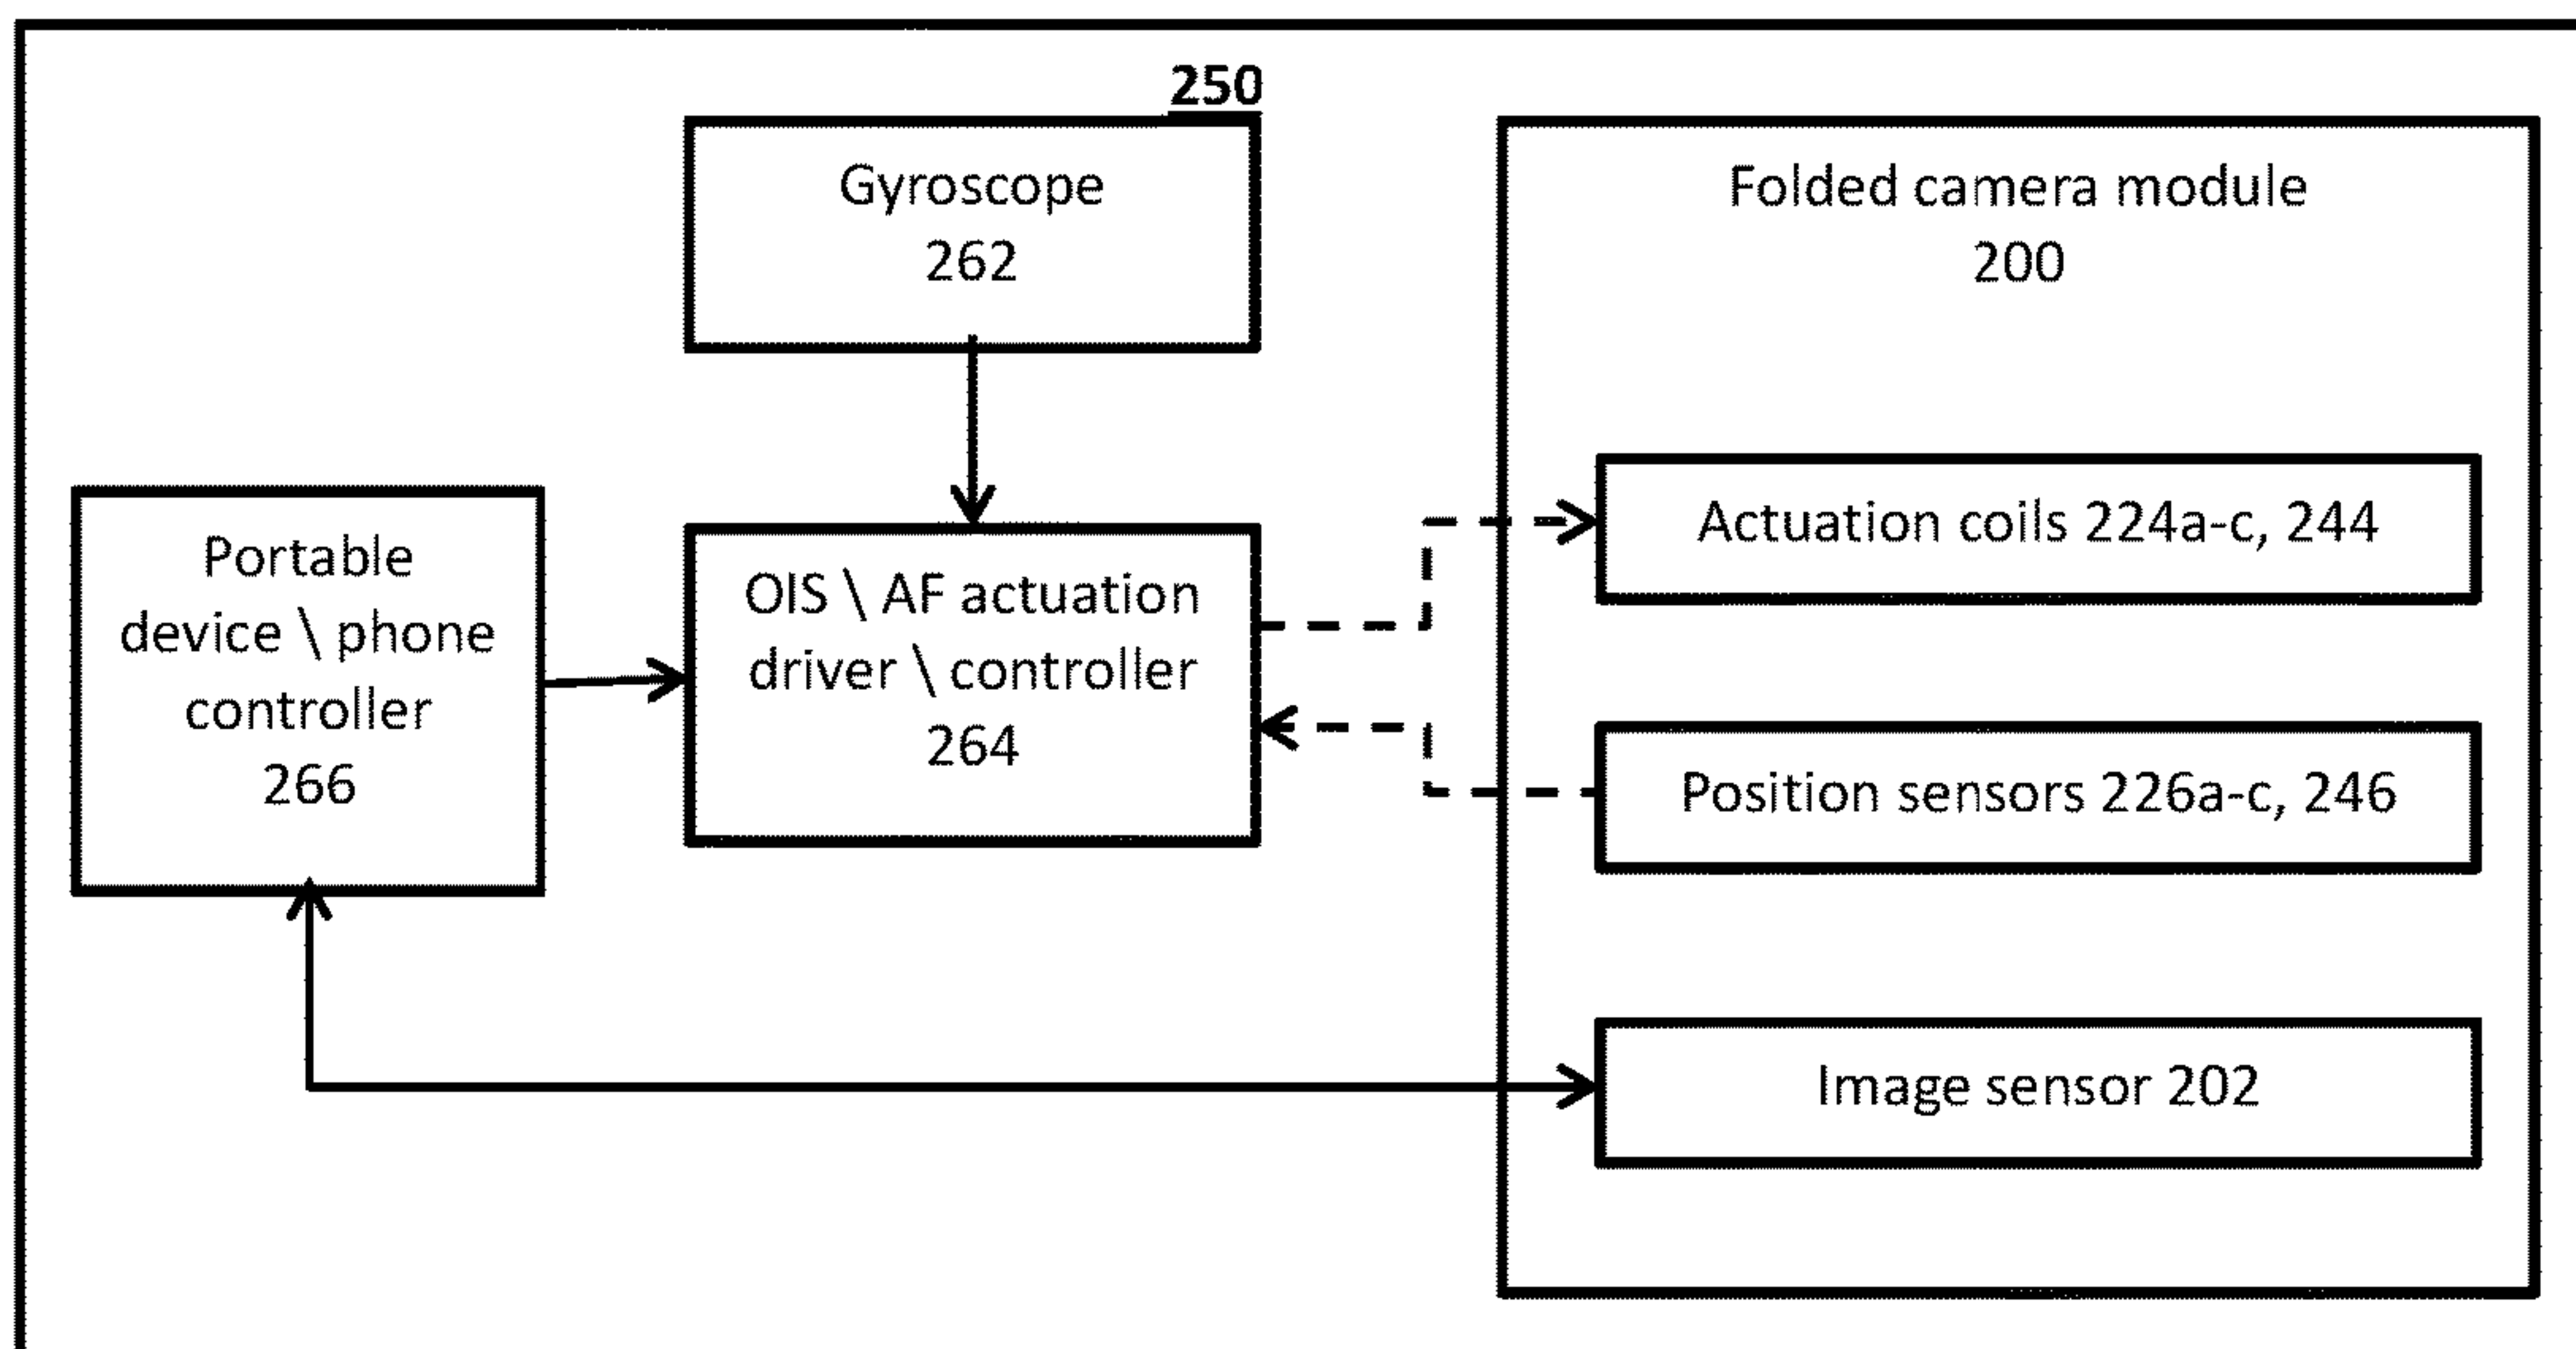 250
Gyroscope
262
Folded camera module
200
Portable
device \ phone
controller
266
OIS \ AF actuation
driver \ controller
264
Actuation coils 224a-c, 244
Position sensors 226a-c, 246
Image sensor 202